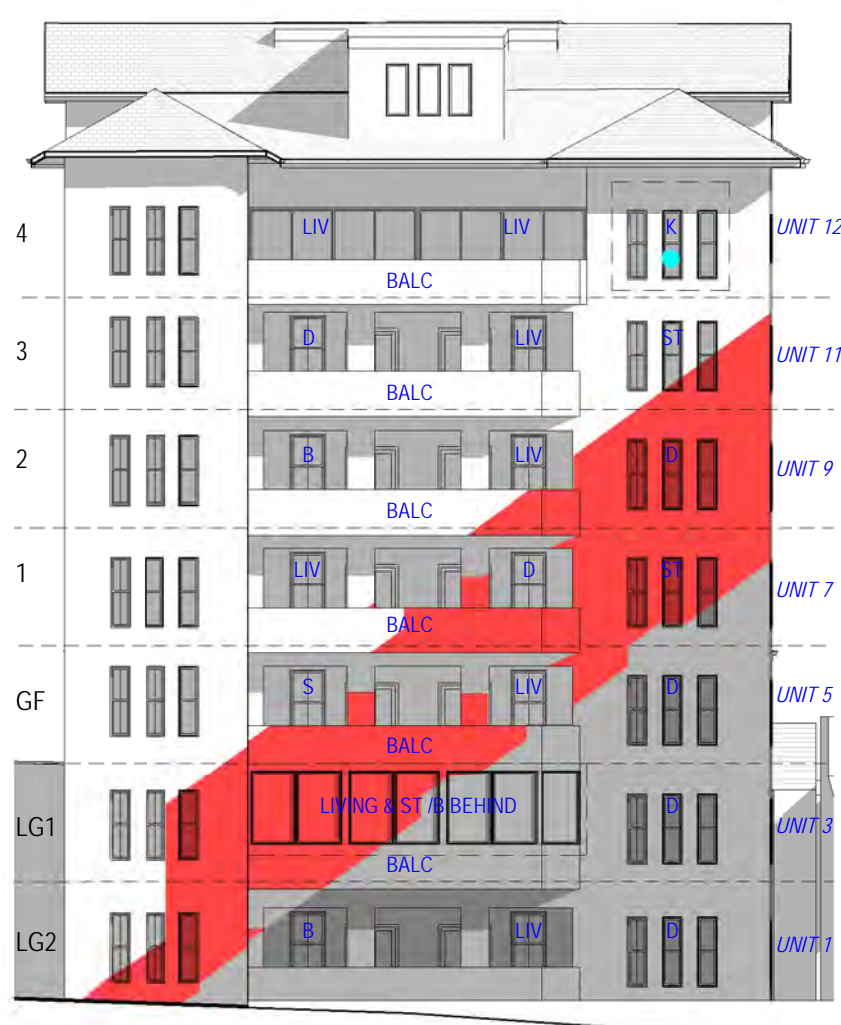 4 LIV LIV K UNIT 12
BALC
3 D LIV ST UNIT 11
BALC
2 B LIV D UNIT 9
BALC
1 LIV D ST UNIT 7
BALC
GF S LIV D UNIT 5
BALC
LG1 LIVING & ST /B BEHIND D UNIT 3
BALC
LG2 B LIV D UNIT 1